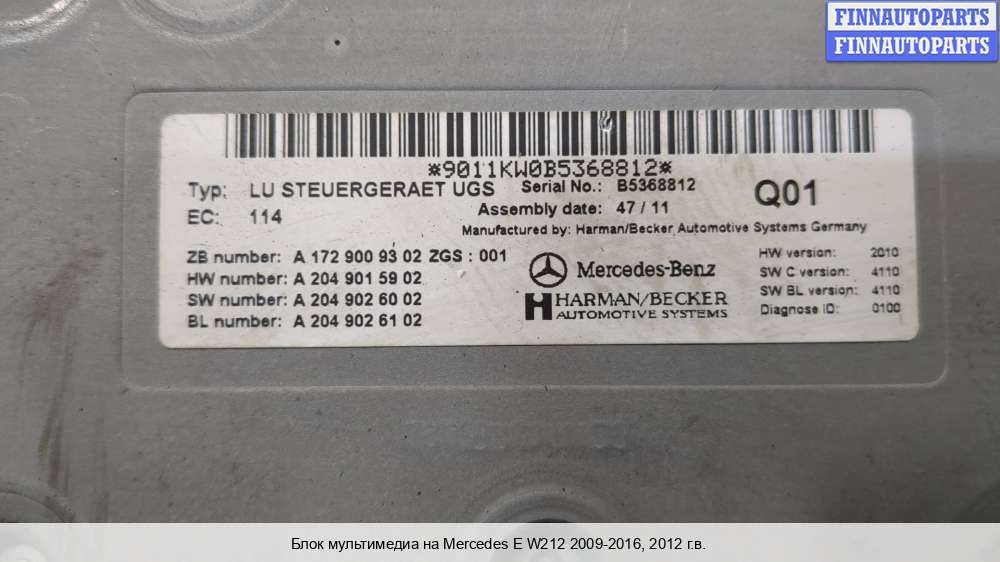 FINNAUTOPARTS
FINNAUTOPARTS
*9011KW0B5368812*
Typ: LU STEUERGERAET UGS Serial No.: B5368812 Q01
EC: 114 Assembly date: 47 / 11
Manufactured by: Harman/Becker Automotive Systems Germany
ZB number: A 172 900 93 02 ZGS : 001
HW number: A 204 901 59 02
SW number: A 204 902 60 02
BL number: A 204 902 61 02
Mercedes-Benz
HARMAN/BECKER
AUTOMOTIVE SYSTEMS
HW version: 2010
SW C version: 4110
SW BL version: 4110
Diagnose ID: 0100
Блок мультимедиа на Mercedes E W212 2009-2016, 2012 г.в.